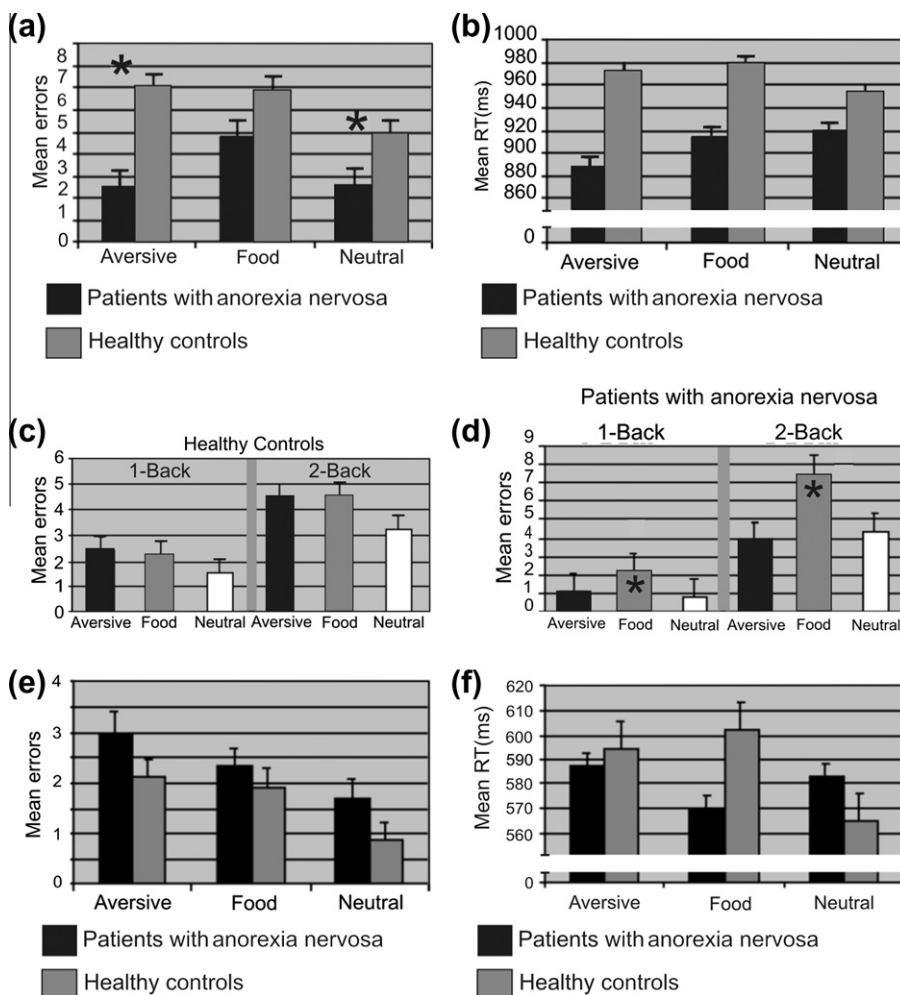 (a)
Mean errors
8
7
6
5
4
3
2
1
0
*
*
Aversive Food Neutral
Patients with anorexia nervosa
Healthy controls
(b)
Mean RT(ms)
1000
980
960
940
920
900
880
860
0
Aversive Food Neutral
Patients with anorexia nervosa
Healthy controls
(c)
Healthy Controls
1-Back 2-Back
Mean errors
6
5
4
3
2
1
0
Aversive Food Neutral Aversive Food Neutral
Patients with anorexia nervosa
(d)
1-Back 2-Back
Mean errors
9
8
7
6
5
4
3
2
1
0
*
*
Aversive Food Neutral Aversive Food Neutral
(e)
Mean errors
4
3
2
1
0
Aversive Food Neutral
Patients with anorexia nervosa
Healthy controls
(f)
Mean RT(ms)
620
610
600
590
580
570
560
0
Aversive Food Neutral
Patients with anorexia nervosa
Healthy controls